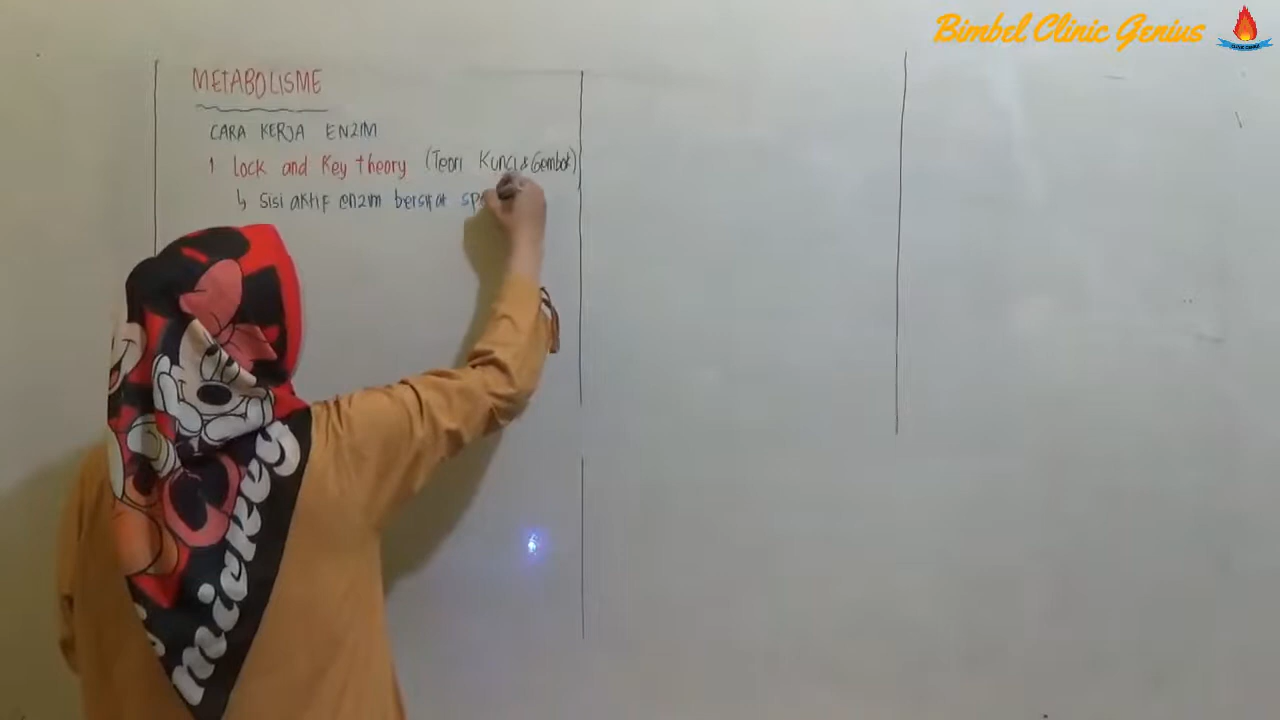 Bimbel Clinic Genius
METABOLISME
CARA KERJA ENZIM
1 Lock and Key theory (Teori Kunci & Gembok)
↳ Sisi aktif enzim bersifat
mickey